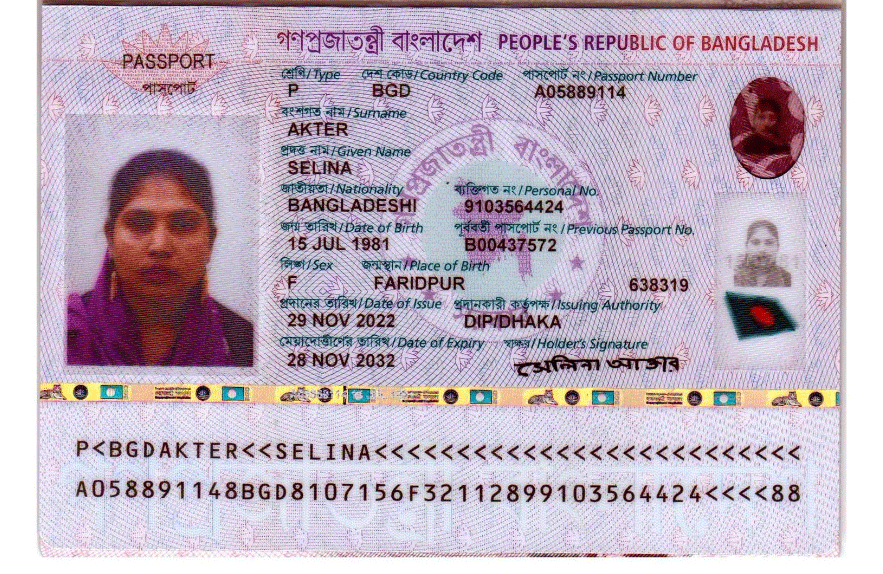 গণপ্রজাতন্ত্রী বাংলাদেশ PEOPLE'S REPUBLIC OF BANGLADESH
PASSPORT
পাসপোর্ট
শ্রেণি/Type দেশ কোড/Country Code পাসপোর্ট নং/Passport Number
P BGD A05889114
বংশগত নাম/Surname
AKTER
প্রদত্ত নাম/Given Name
SELINA
জাতীয়তা/Nationality ব্যক্তিগত নং/Personal No.
BANGLADESHI 9103564424
জন্ম তারিখ/Date of Birth পূর্ববর্তী পাসপোর্ট নং/Previous Passport No.
15 JUL 1981 B00437572
লিঙ্গ/Sex জন্মস্থান/Place of Birth
F FARIDPUR 638319
প্রদানের তারিখ/Date of Issue প্রদানকারী কর্তৃপক্ষ/Issuing Authority
29 NOV 2022 DIP/DHAKA
মেয়াদোত্তীর্ণের তারিখ/Date of Expiry স্বাক্ষর/Holder's Signature
28 NOV 2032 সেলিনা আক্তার
P<BGDAKTER<<SELINA<<<<<<<<<<<<<<<<<<<<<<<<<<
A058891148BGD8107156F32112899103564424<<<<88